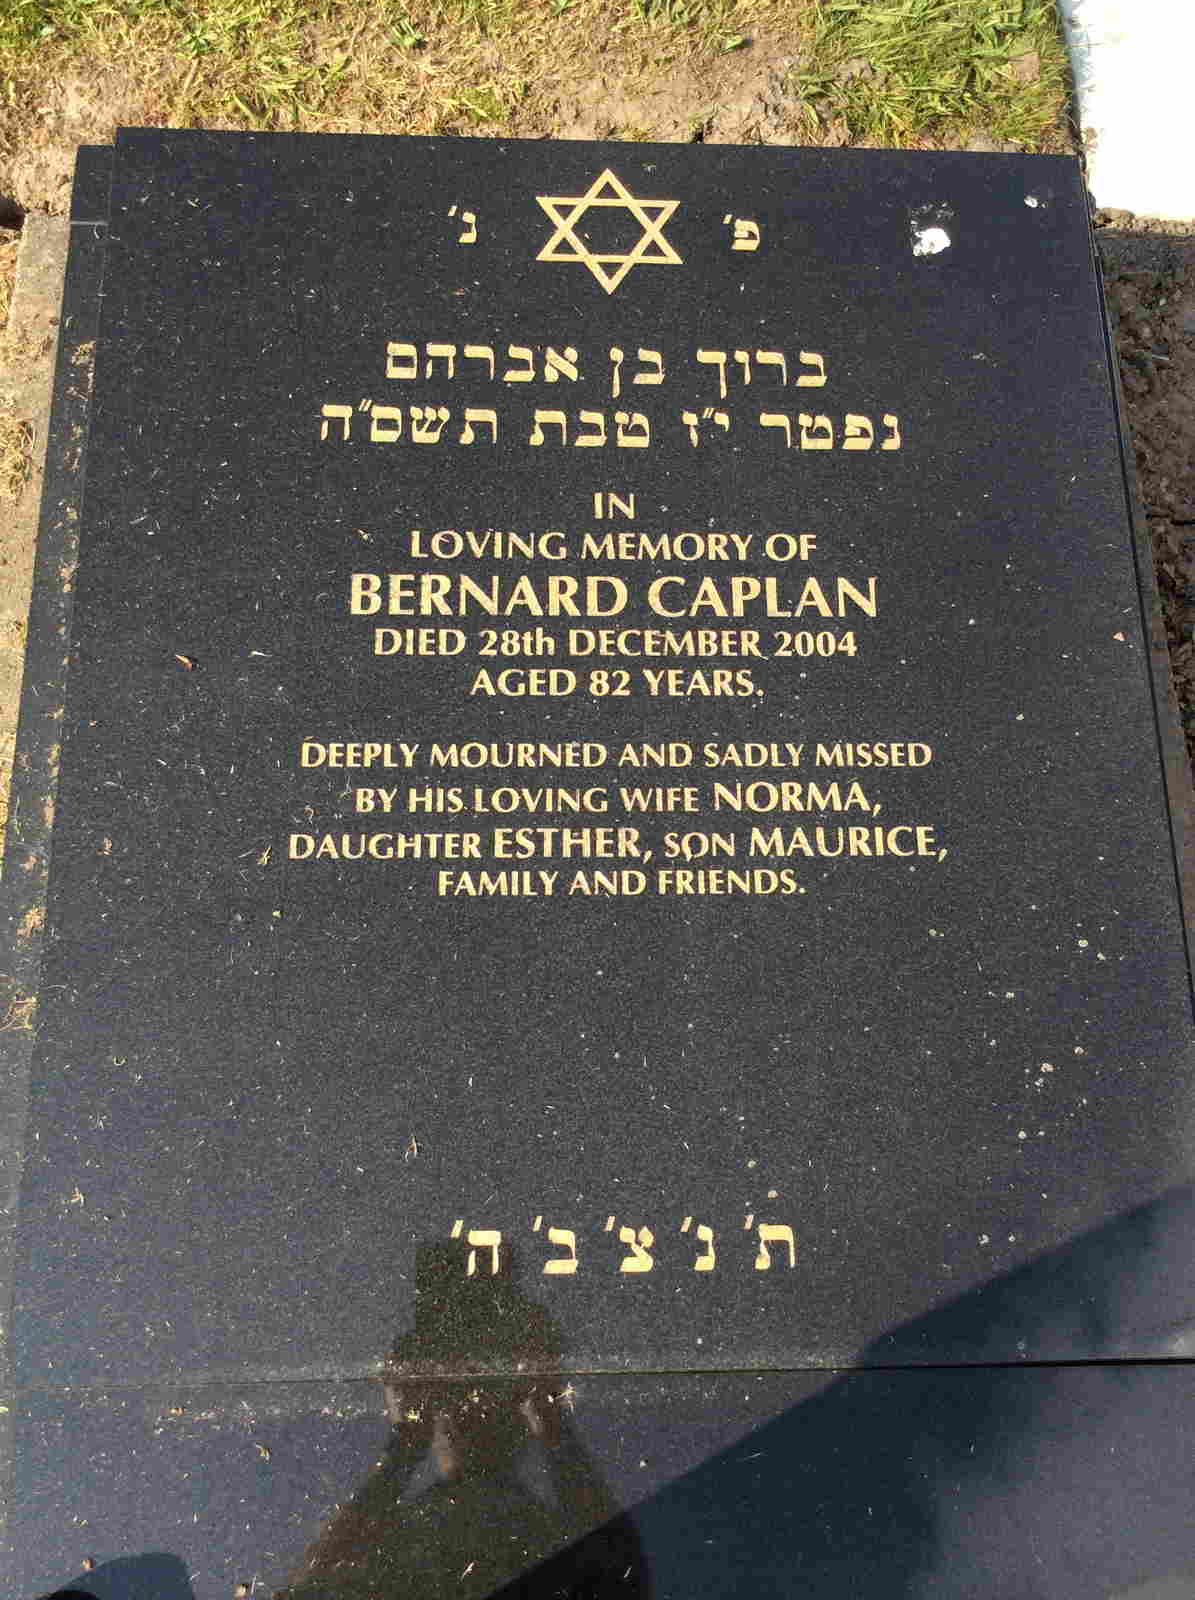 פ׳ נ׳
ברוך בן אברהם
נפטר י״ז טבת תשס״ה
IN
LOVING MEMORY OF
BERNARD CAPLAN
DIED 28th DECEMBER 2004
AGED 82 YEARS.
DEEPLY MOURNED AND SADLY MISSED
BY HIS LOVING WIFE NORMA,
DAUGHTER ESTHER, SON MAURICE,
FAMILY AND FRIENDS.
ת׳ נ׳ צ׳ ב׳ ה׳